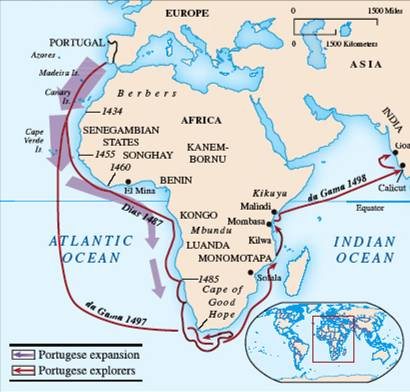 EUROPE
0 1500 Miles
0 1500 Kilometers
ASIA
PORTUGAL
Azores
Madeira Is.
Canary
Is.
Berbers
1434
AFRICA
INDIA
Cape
Verde
Is.
SENEGAMBIAN
STATES
1455 SONGHAY
1460
KANEM-
BORNU
Goa
BENIN
El Mina
Kikuyu
da Gama 1498
Calicut
Dias 1487
Malindi
Equator
KONGO
Mombasa
Mbundu
ATLANTIC
OCEAN
LUANDA
Kilwa
INDIAN
OCEAN
MONOMOTAPA
1485
Sofala
Cape of
Good
Hope
da Gama 1497
Portugese expansion
Portugese explorers